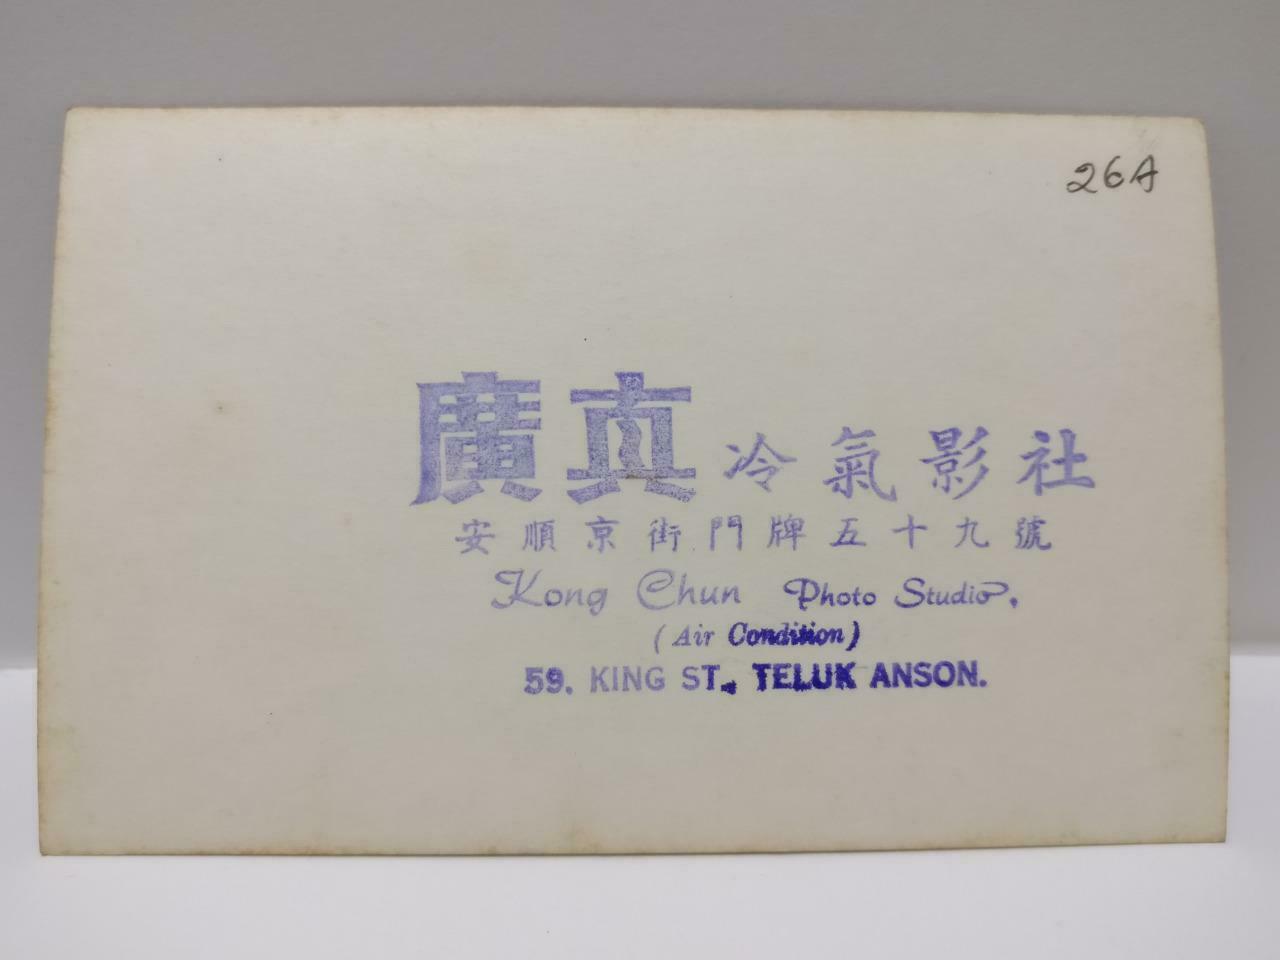 26A
廣真冷氣影社
安順京街門牌五十九號
Kong Chun Photo Studio.
(Air Condition)
59. KING ST., TELUK ANSON.